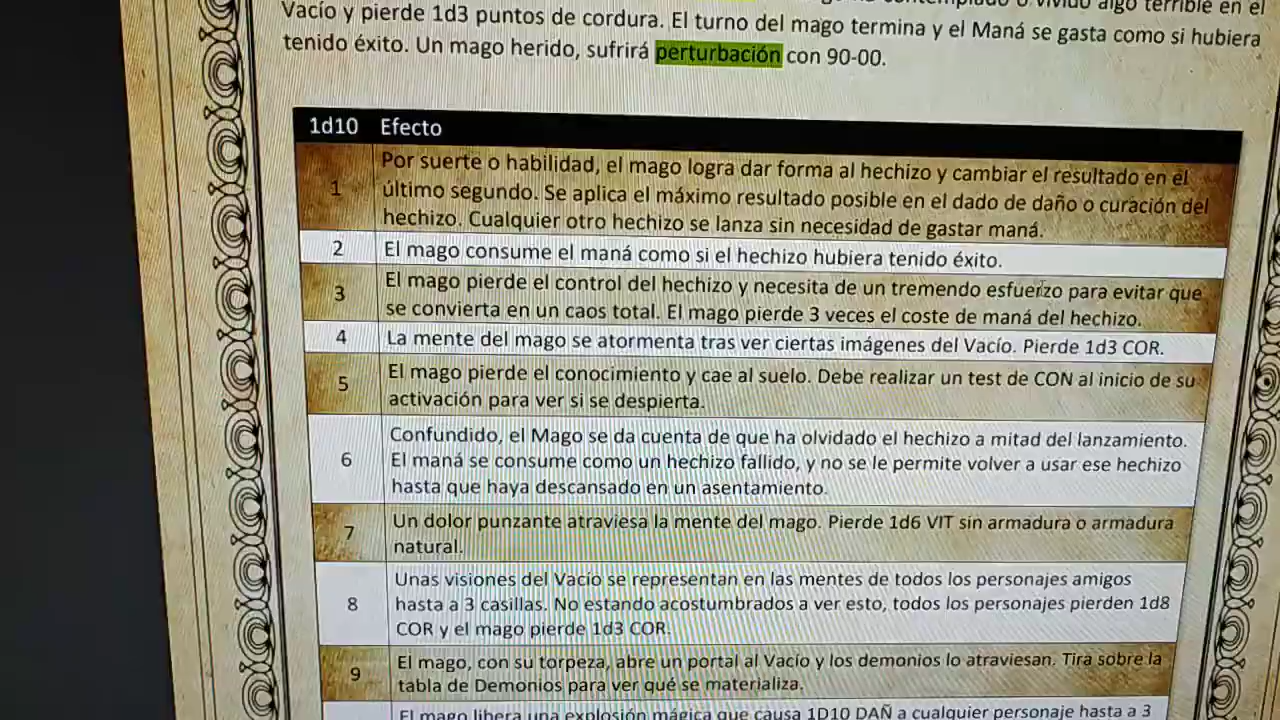 algo terrible en el
Vacío y pierde 1d3 puntos de cordura. El turno del mago termina y el Maná se gasta como si hubiera
tenido éxito. Un mago herido, sufrirá perturbación con 90-00.
1d10 Efecto
1
Por suerte o habilidad, el mago logra dar forma al hechizo y cambiar el resultado en el
último segundo. Se aplica el máximo resultado posible en el dado de daño o curación del
hechizo. Cualquier otro hechizo se lanza sin necesidad de gastar maná.
2 El mago consume el maná como si el hechizo hubiera tenido éxito.
3
El mago pierde el control del hechizo y necesita de un tremendo esfuerzo para evitar que
se convierta en un caos total. El mago pierde 3 veces el coste de maná del hechizo.
4 La mente del mago se atormenta tras ver ciertas imágenes del Vacío. Pierde 1d3 COR.
5
El mago pierde el conocimiento y cae al suelo. Debe realizar un test de CON al inicio de su
activación para ver si se despierta.
6
Confundido, el Mago se da cuenta de que ha olvidado el hechizo a mitad del lanzamiento.
El maná se consume como un hechizo fallido, y no se le permite volver a usar ese hechizo
hasta que haya descansado en un asentamiento.
7
Un dolor punzante atraviesa la mente del mago. Pierde 1d6 VIT sin armadura o armadura
natural.
8
Unas visiones del Vacío se representan en las mentes de todos los personajes amigos
hasta a 3 casillas. No estando acostumbrados a ver esto, todos los personajes pierden 1d8
COR y el mago pierde 1d3 COR.
9
El mago, con su torpeza, abre un portal al Vacío y los demonios lo atraviesan. Tira sobre la
tabla de Demonios para ver qué se materializa.
El mago libera una explosión mágica que causa 1D10 DAÑ a cualquier personaje hasta a 3